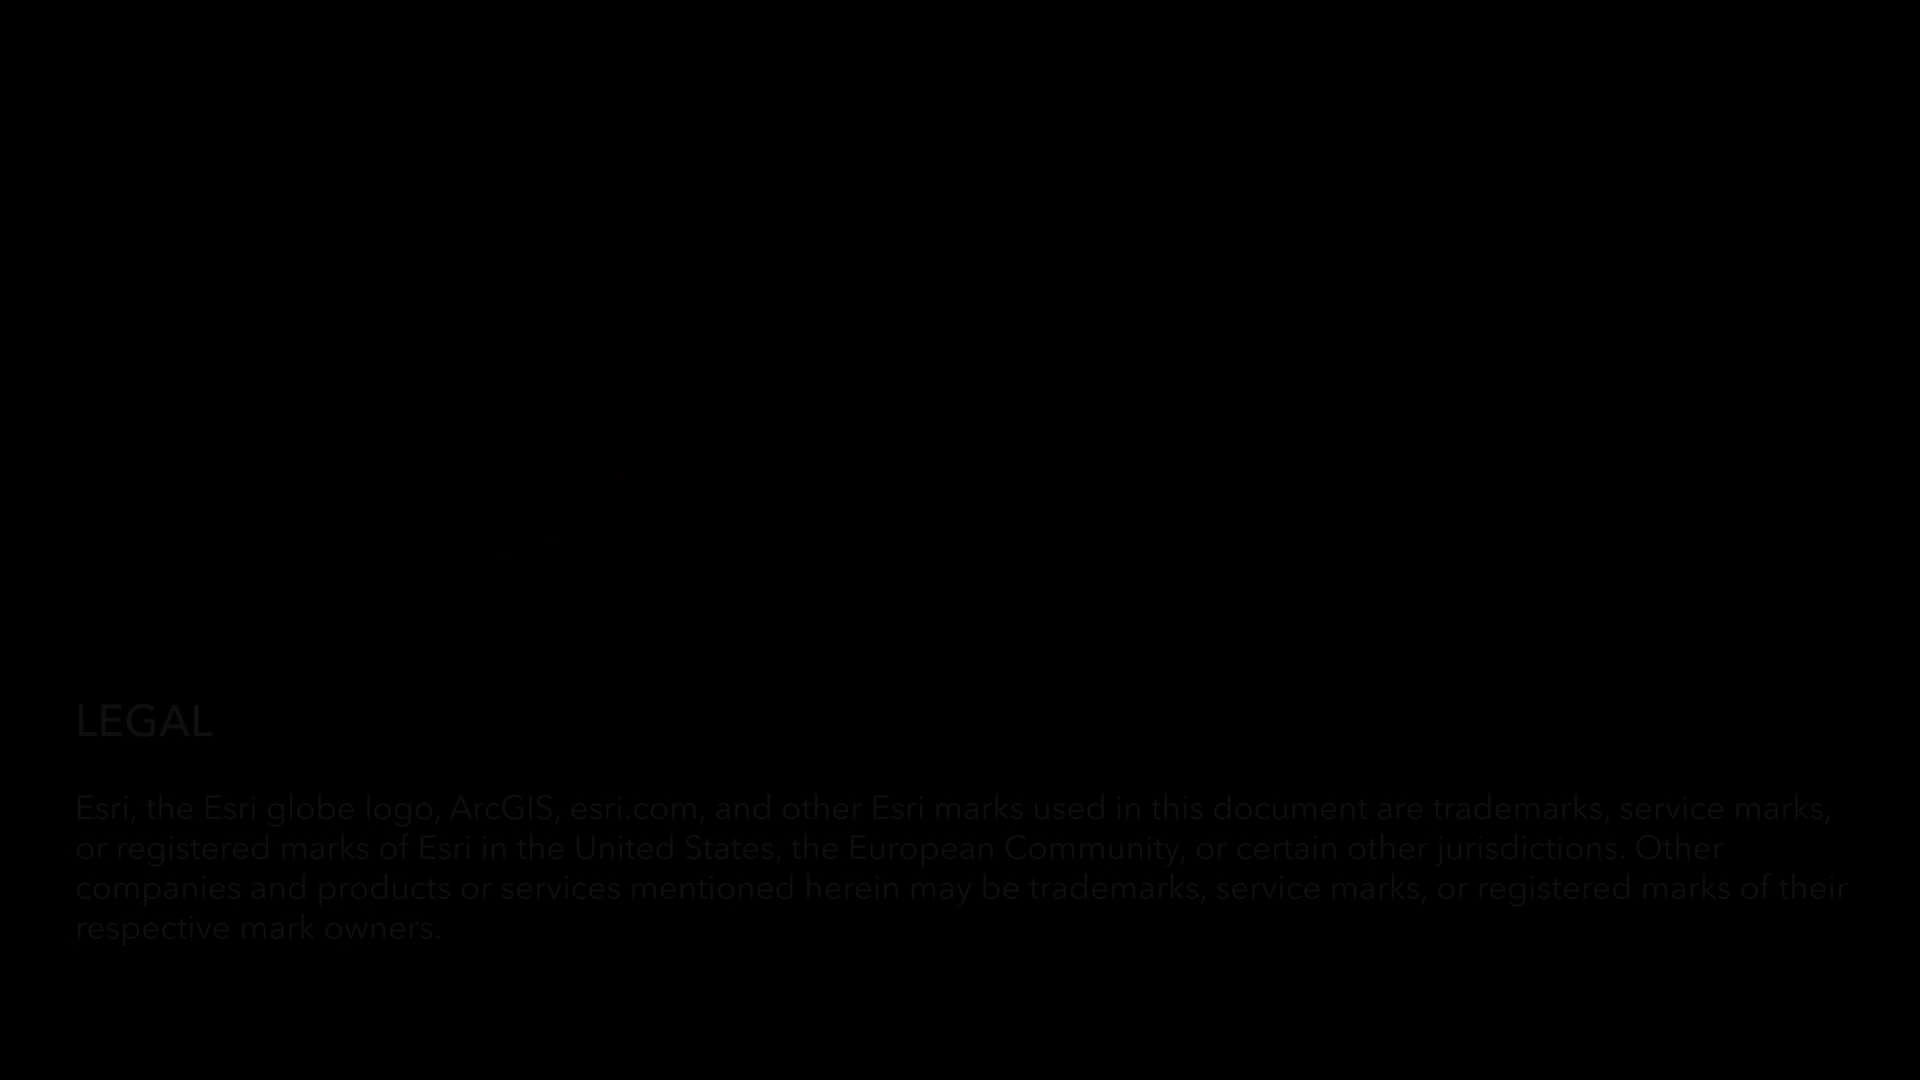 LEGAL
Esri, the Esri globe logo, ArcGIS, esri.com, and other Esri marks used in this document are trademarks, service marks,
or registered marks of Esri in the United States, the European Community, or certain other jurisdictions. Other
companies and products or services mentioned herein may be trademarks, service marks, or registered marks of their
respective mark owners.